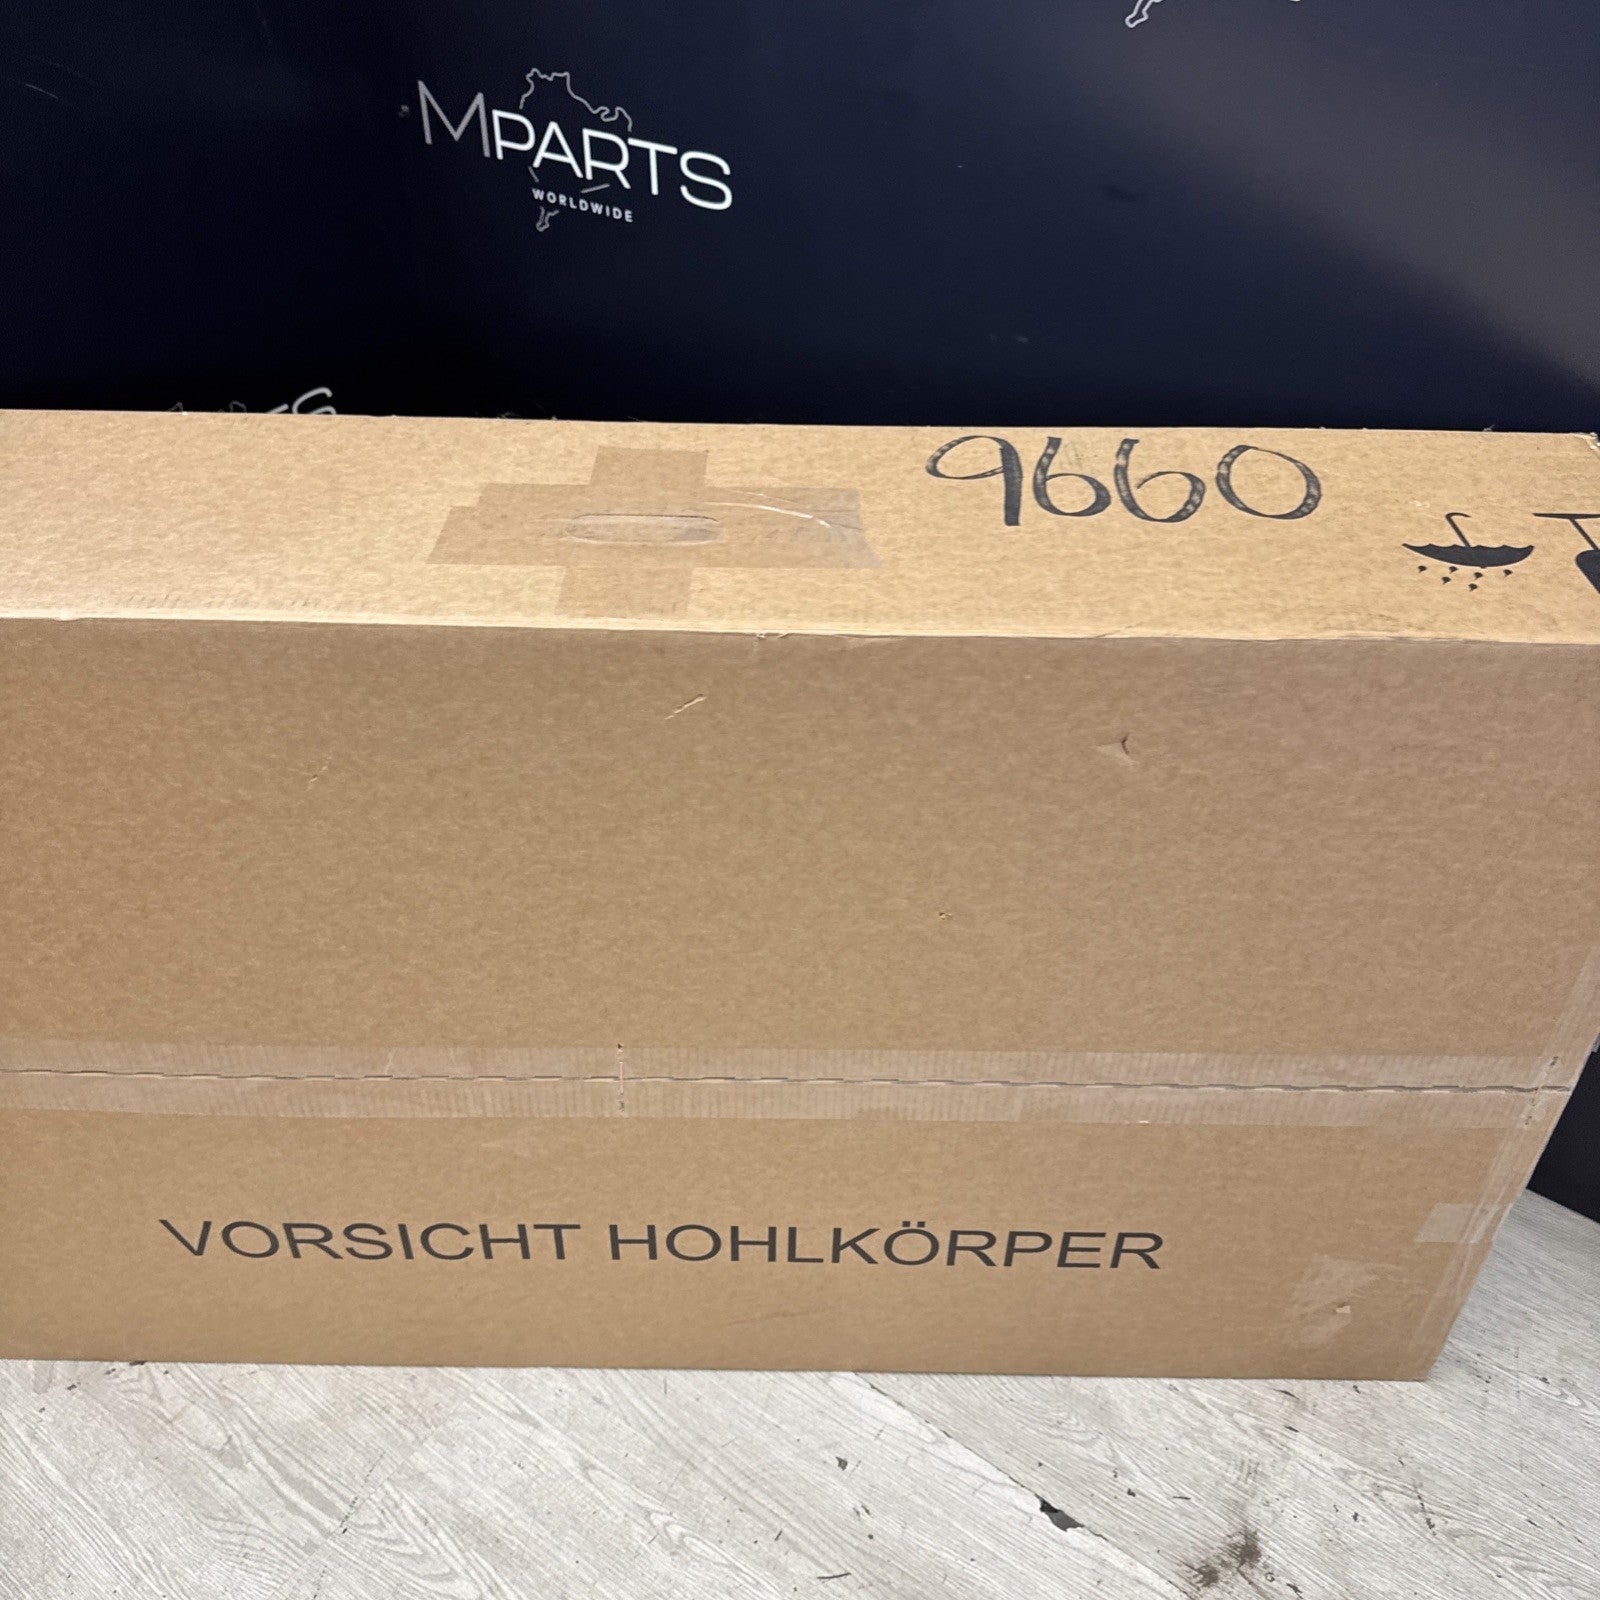 MPARTS
WORLDWIDE
9660
VORSICHT HOHLKÖRPER